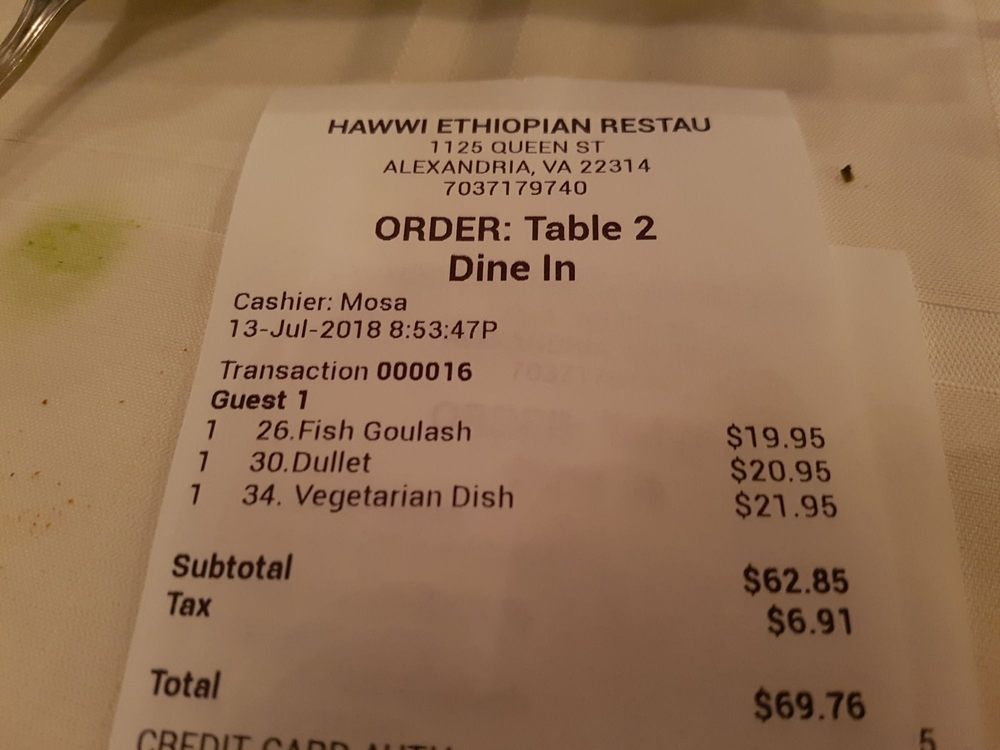 HAWWI ETHIOPIAN RESTAU
1125 QUEEN ST
ALEXANDRIA, VA 22314
7037179740
ORDER: Table 2
Dine In
Cashier: Mosa
13-Jul-2018 8:53:47P
Transaction 000016
Guest 1
1 26.Fish Goulash $19.95
1 30.Dullet $20.95
1 34. Vegetarian Dish $21.95
Subtotal $62.85
Tax $6.91
Total $69.76
CREDIT CARD AUTH
5